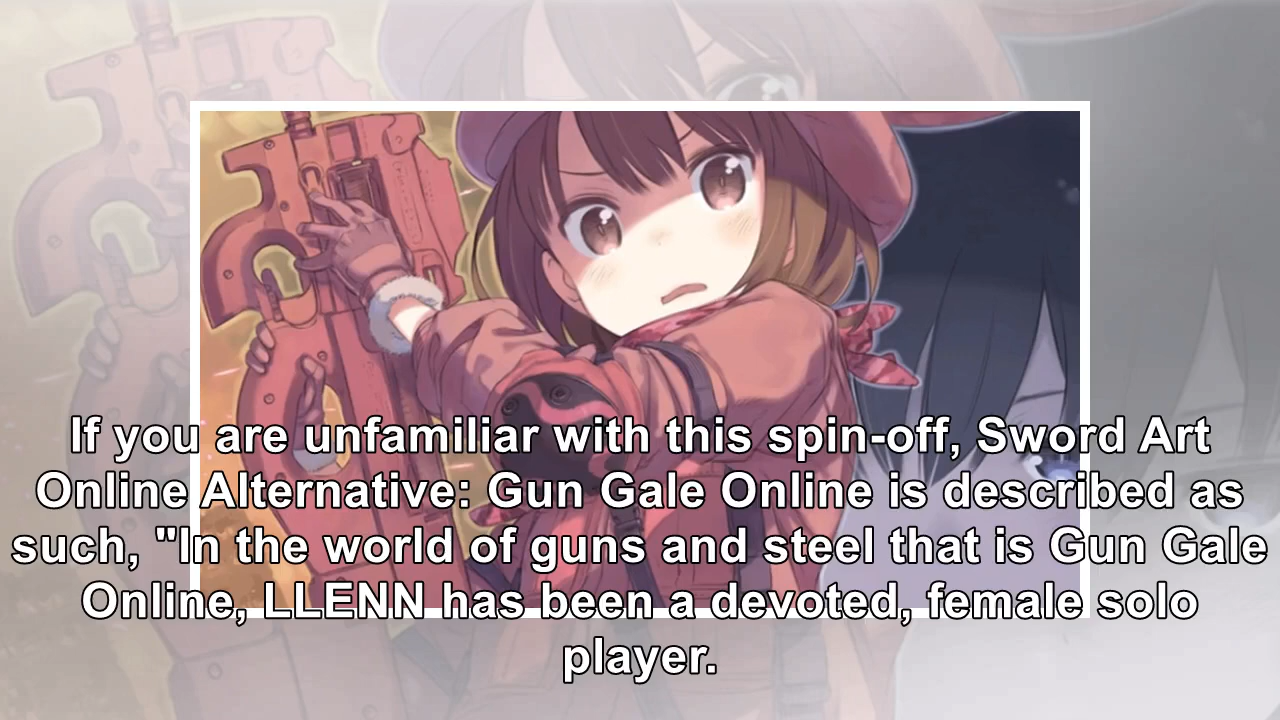 If you are unfamiliar with this spin-off, Sword Art
Online Alternative: Gun Gale Online is described as
such, "In the world of guns and steel that is Gun Gale
Online, LLENN has been a devoted, female solo
player.